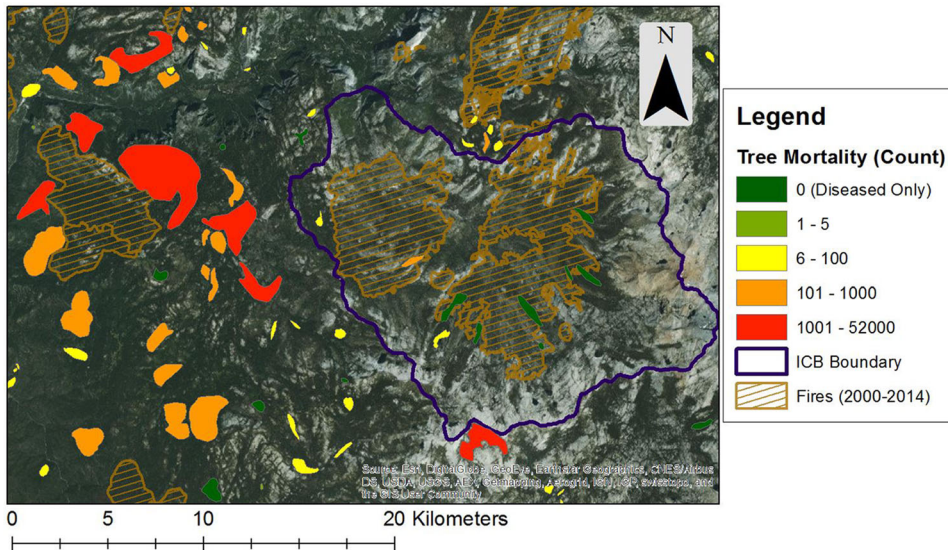 N
Legend
Tree Mortality (Count)
0 (Diseased Only)
1 - 5
6 - 100
101 - 1000
1001 - 52000
ICB Boundary
Fires (2000-2014)
Source: Esri, DigitalGlobe, GeoEye, Earthstar Geographics, CNES/Airbus
DS, USDA, USGS, AEX, Getmapping, Aerogrid, IGN, IGP, swisstopo, and
the GIS User Community
0 5 10 20 Kilometers